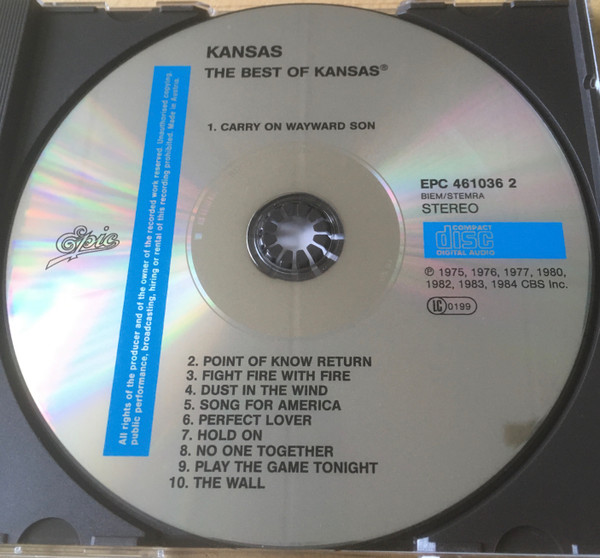 KANSAS
THE BEST OF KANSAS®
1. CARRY ON WAYWARD SON
EPC 461036 2
BIEM/STEMRA
STEREO
COMPACT
disc
DIGITAL AUDIO
℗ 1975, 1976, 1977, 1980,
1982, 1983, 1984 CBS Inc.
LC 0199
Epic
All rights of the producer and of the owner of the recorded work reserved. Unauthorised copying,
public performance, broadcasting, hiring or rental of this recording prohibited. Made in Austria.
2. POINT OF KNOW RETURN
3. FIGHT FIRE WITH FIRE
4. DUST IN THE WIND
5. SONG FOR AMERICA
6. PERFECT LOVER
7. HOLD ON
8. NO ONE TOGETHER
9. PLAY THE GAME TONIGHT
10. THE WALL